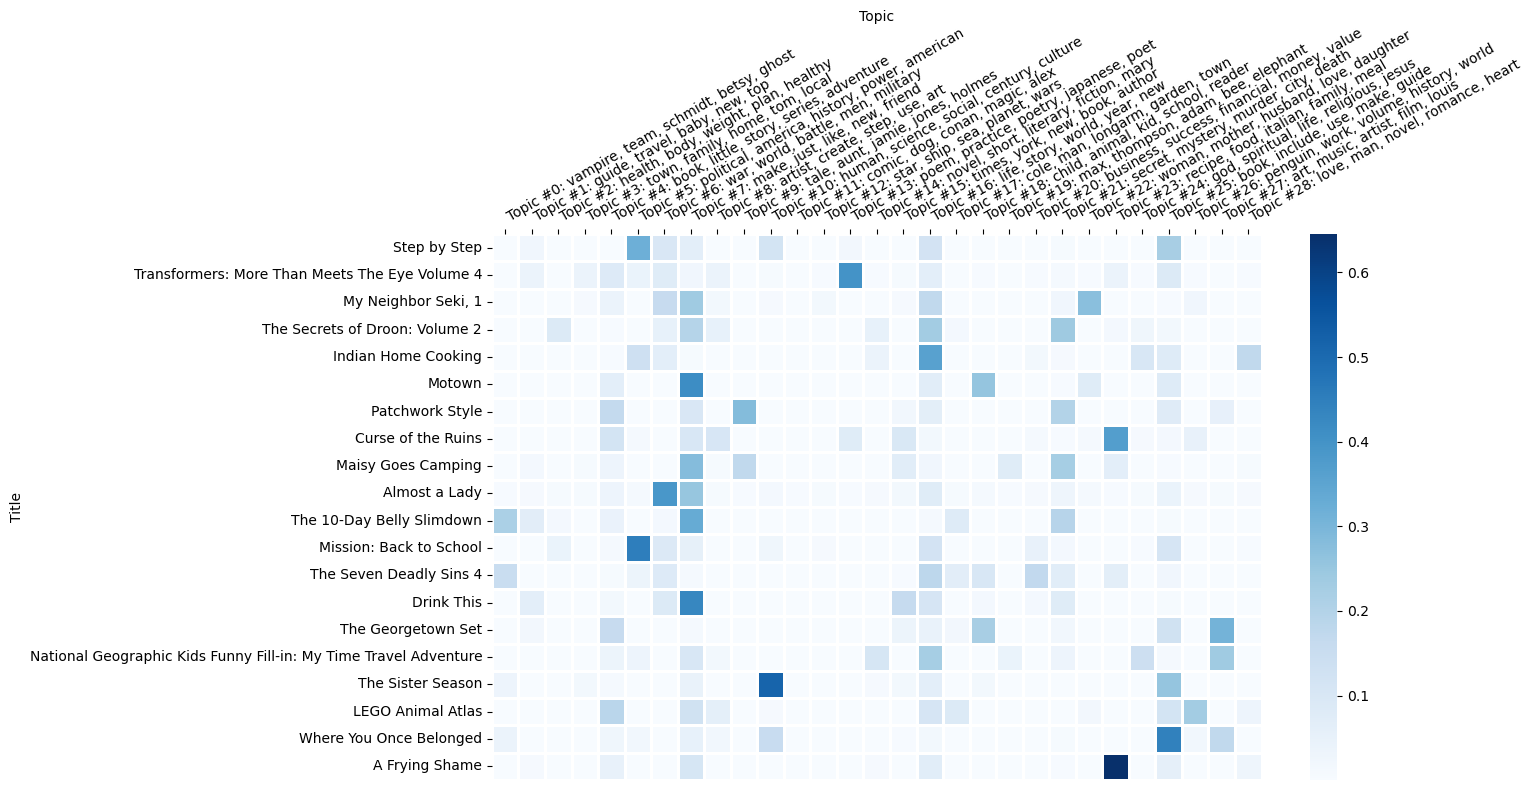 Topic
Topic #0: vampire, team, schmidt, betsy, ghost
Topic #1: guide, travel, baby, new, top
Topic #2: health, body, weight, plan, healthy
Topic #3: town, family, home, tom, local
Topic #4: book, little, story, series, adventure
Topic #5: political, america, history, power, american
Topic #6: war, world, battle, men, military
Topic #7: make, just, like, new, friend
Topic #8: artist, create, step, use, art
Topic #9: tale, aunt, jamie, jones, holmes
Topic #10: human, science, social, century, culture
Topic #11: comic, dog, conan, magic, alex
Topic #12: star, ship, sea, planet, wars
Topic #13: poem, practice, poetry, japanese, poet
Topic #14: novel, short, literary, fiction, mary
Topic #15: times, york, new, book, author
Topic #16: life, story, world, year, new
Topic #17: cole, man, longarm, garden, town
Topic #18: child, animal, kid, school, reader
Topic #19: max, thompson, adam, bee, elephant
Topic #20: business, success, financial, money, value
Topic #21: secret, mystery, murder, city, death
Topic #22: woman, mother, husband, love, daughter
Topic #23: recipe, food, italian, family, meal
Topic #24: god, spiritual, life, religious, jesus
Topic #25: book, include, use, make, guide
Topic #26: penguin, work, volume, history, world
Topic #27: art, music, artist, film, louis
Topic #28: love, man, novel, romance, heart
Title
Step by Step
Transformers: More Than Meets The Eye Volume 4
My Neighbor Seki, 1
The Secrets of Droon: Volume 2
Indian Home Cooking
Motown
Patchwork Style
Curse of the Ruins
Maisy Goes Camping
Almost a Lady
The 10-Day Belly Slimdown
Mission: Back to School
The Seven Deadly Sins 4
Drink This
The Georgetown Set
National Geographic Kids Funny Fill-in: My Time Travel Adventure
The Sister Season
LEGO Animal Atlas
Where You Once Belonged
A Frying Shame
0.6
0.5
0.4
0.3
0.2
0.1